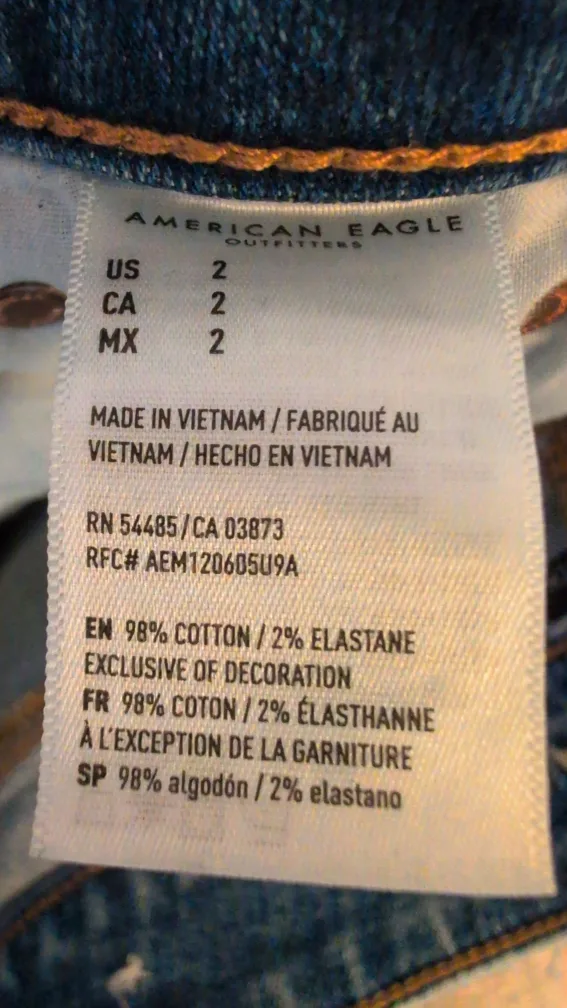 AMERICAN EAGLE
OUTFITTERS
US 2
CA 2
MX 2
MADE IN VIETNAM / FABRIQUÉ AU
VIETNAM / HECHO EN VIETNAM
RN 54485 / CA 03873
RFC# AEM120605U9A
EN 98% COTTON / 2% ELASTANE
EXCLUSIVE OF DECORATION
FR 98% COTON / 2% ÉLASTHANNE
À L'EXCEPTION DE LA GARNITURE
SP 98% algodón / 2% elastano